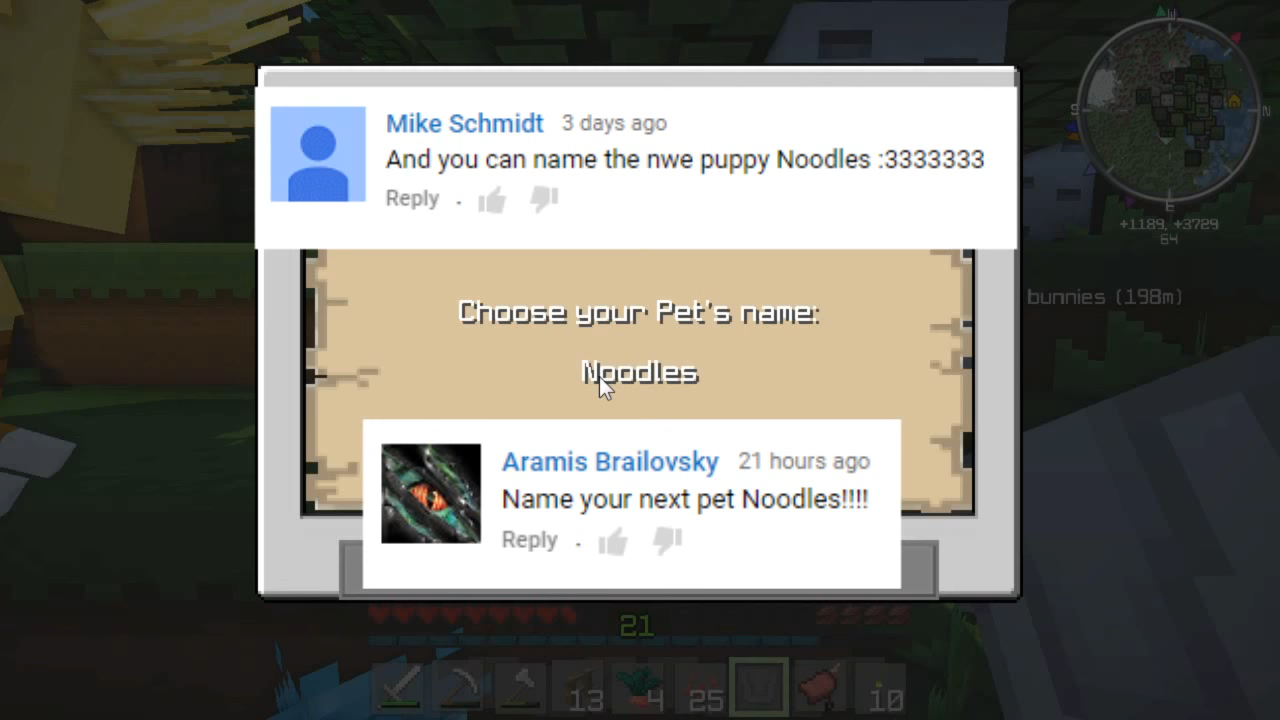 Mike Schmidt 3 days ago
And you can name the nwe puppy Noodles :3333333
Reply .
W
S
N
E
+1189, +3729
64
bunnies (198m)
Choose your Pet's name:
Noodles
Aramis Brailovsky 21 hours ago
Name your next pet Noodles!!!!
Reply .
21
13 4 25 10